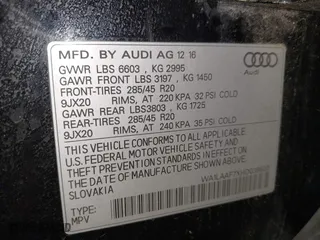 MFD. BY AUDI AG 12 16
GVWR LBS 6603 , KG 2995
GAWR FRONT LBS 3197 , KG 1450
FRONT-TIRES 285/45 R20
9JX20 RIMS, AT 220 KPA 32 PSI COLD
GAWR REAR LBS3803 , KG 1725
REAR-TIRES 285/45 R20
9JX20 RIMS, AT 240 KPA 35 PSI COLD
Audi
THIS VEHICLE CONFORMS TO ALL APPLICABLE
U.S. FEDERAL MOTOR VEHICLE SAFETY AND
THEFT PREVENTION STANDARDS IN EFFECT ON
THE DATE OF MANUFACTURE SHOWN ABOVE.
SLOVAKIA
TYPE:
MPV